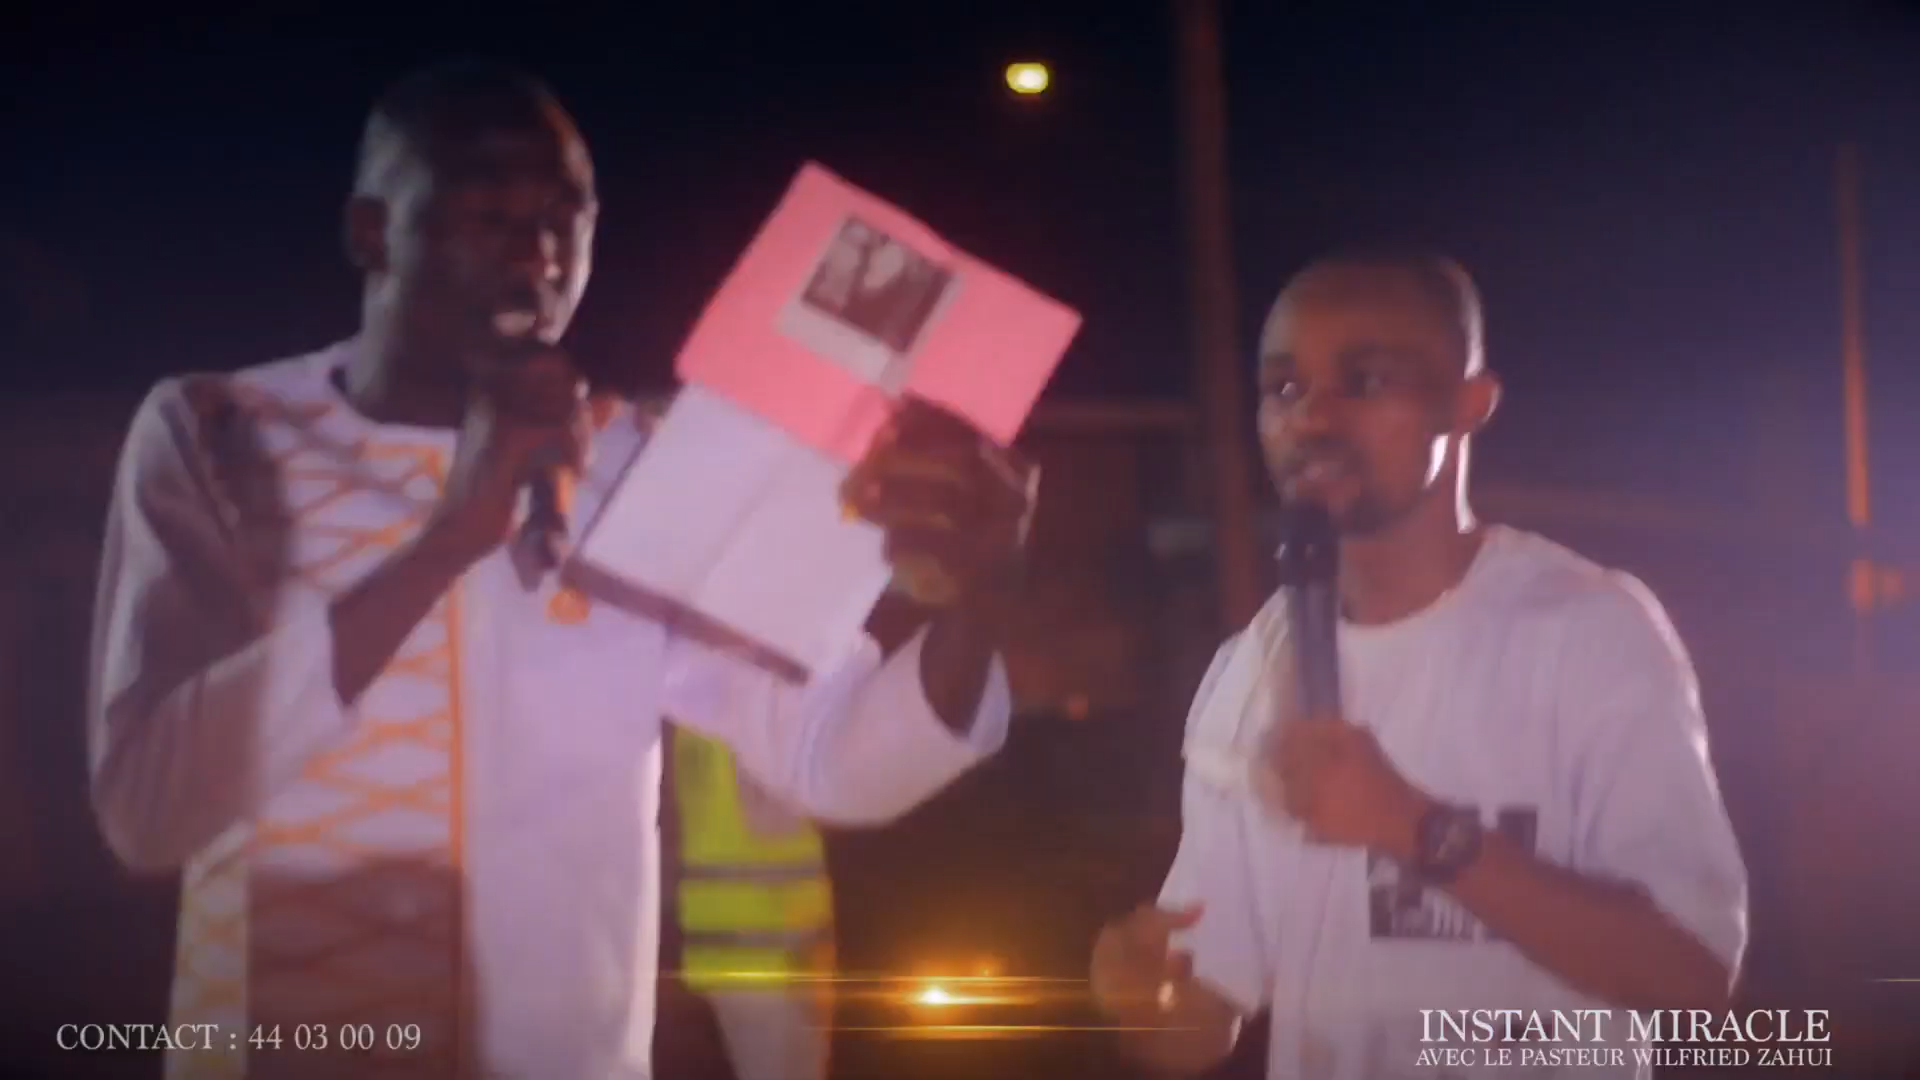 CONTACT : 44 03 00 09
INSTANT MIRACLE
AVEC LE PASTEUR WILFRIED ZAHUI